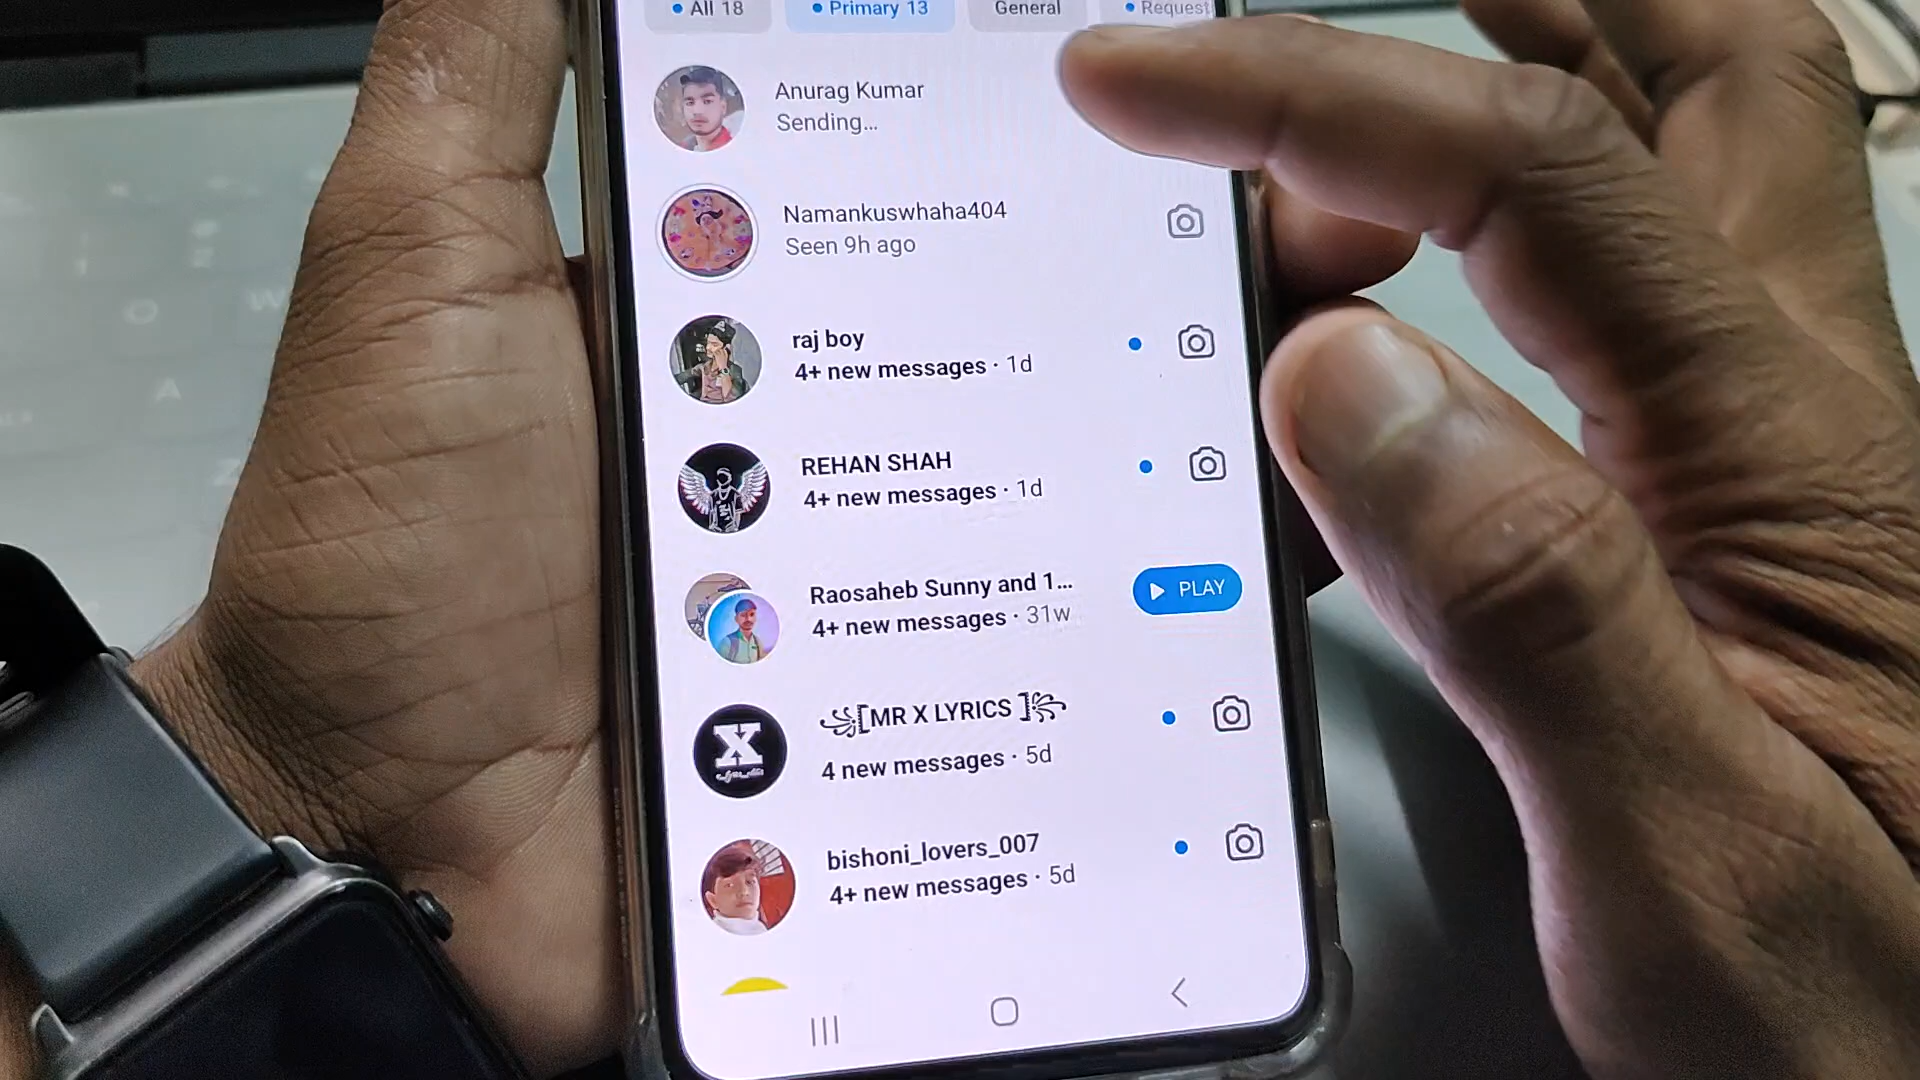 All 18
Primary 13
General
Request
Anurag Kumar
Sending...
Namankuswhaha404
Seen 9h ago
raj boy
4+ new messages · 1d
REHAN SHAH
4+ new messages · 1d
Raosaheb Sunny and 1...
4+ new messages · 31w
PLAY
꧁[MR X LYRICS ]꧂
4 new messages · 5d
X
bishoni_lovers_007
4+ new messages · 5d
O
W
A
Z